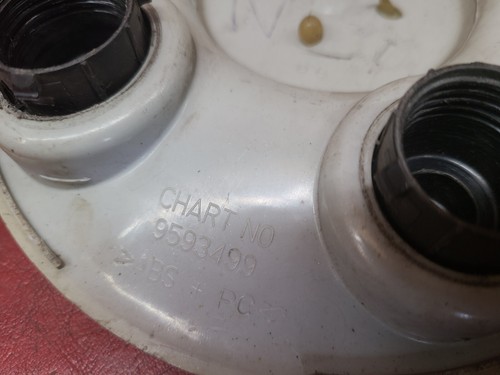 CHART NO
9593499
>ABS + PC<